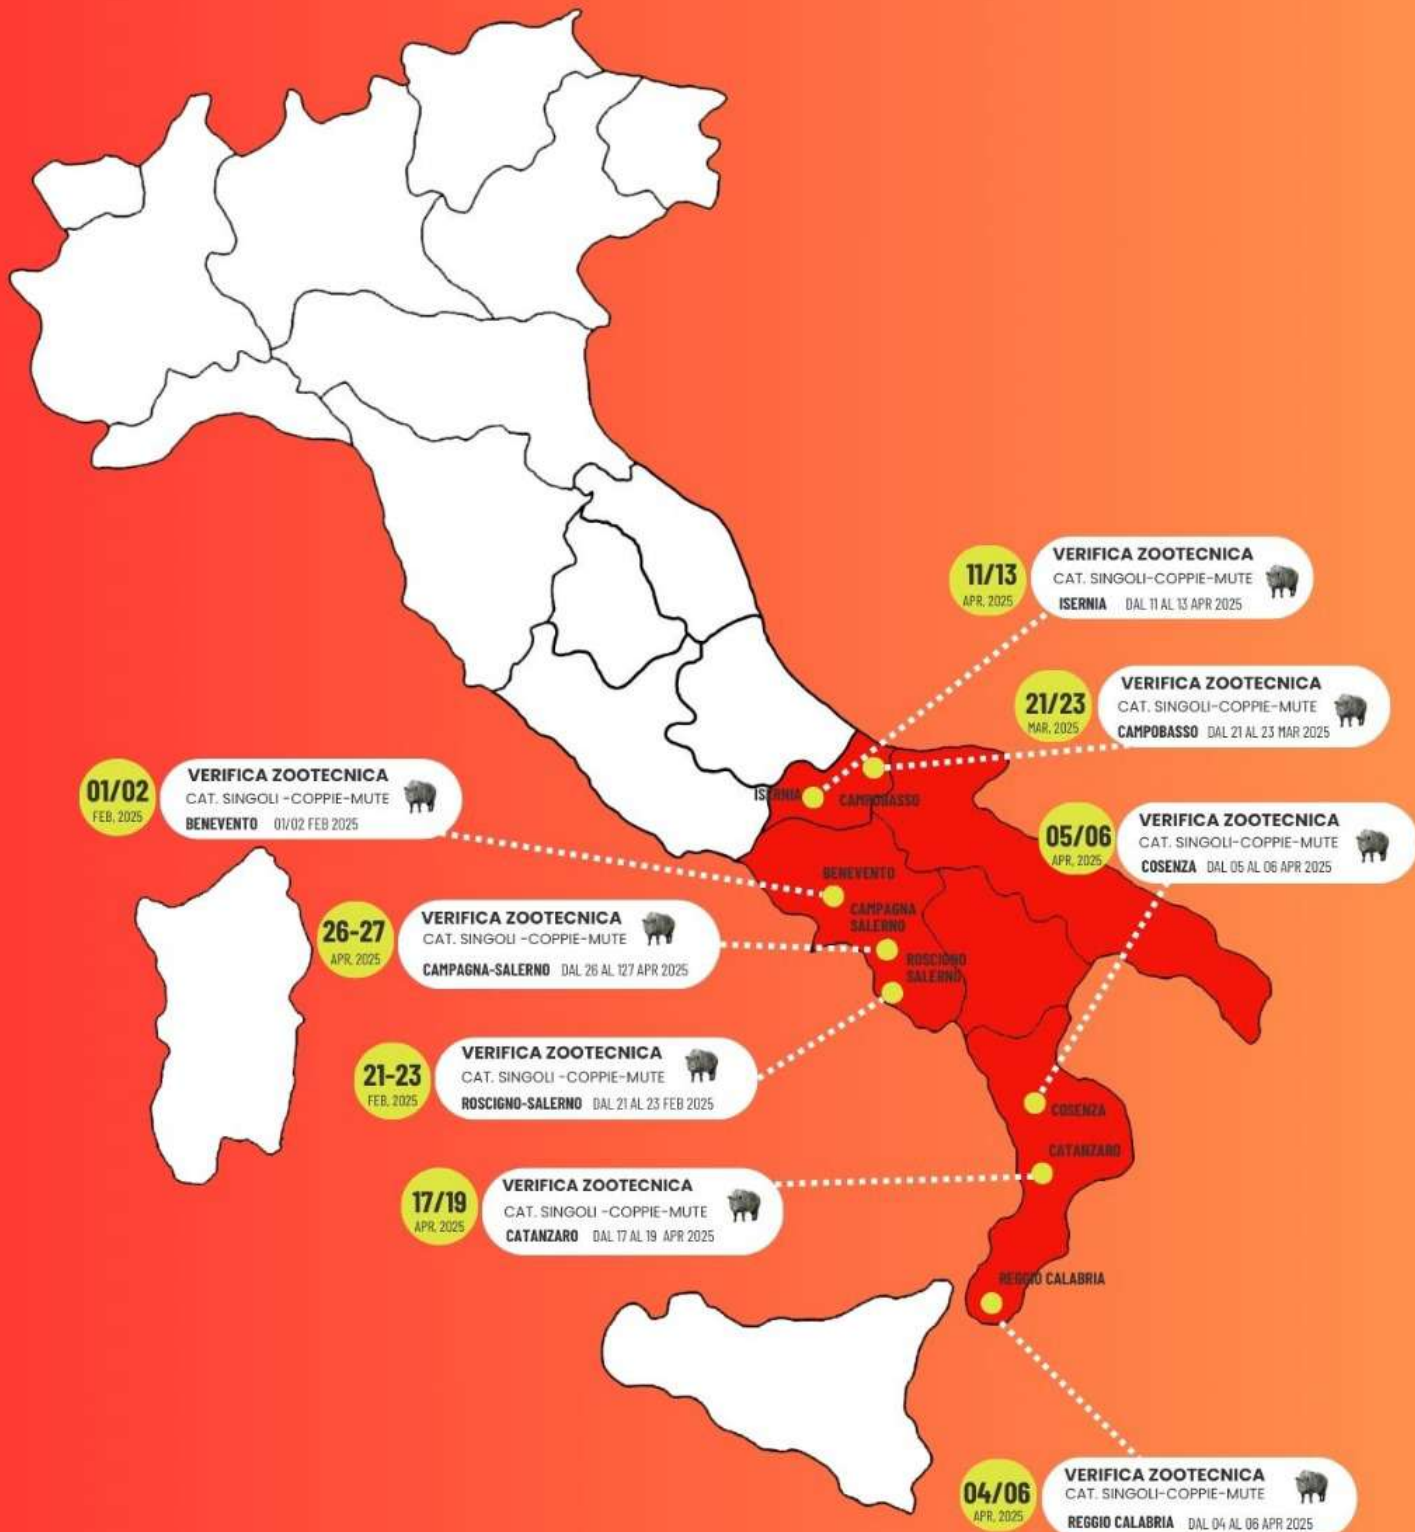 11/13
APR, 2025
VERIFICA ZOOTECNICA
CAT. SINGOLI-COPPIE-MUTE
ISERNIA DAL 11 AL 13 APR 2025
21/23
MAR, 2025
VERIFICA ZOOTECNICA
CAT. SINGOLI-COPPIE-MUTE
CAMPOBASSO DAL 21 AL 23 MAR 2025
01/02
FEB, 2025
VERIFICA ZOOTECNICA
CAT. SINGOLI -COPPIE-MUTE
BENEVENTO 01/02 FEB 2025
ISERNIA
CAMPOBASSO
05/06
APR, 2025
VERIFICA ZOOTECNICA
CAT. SINGOLI-COPPIE-MUTE
COSENZA DAL 05 AL 06 APR 2025
BENEVENTO
CAMPAGNA
SALERNO
26-27
APR, 2025
VERIFICA ZOOTECNICA
CAT. SINGOLI -COPPIE-MUTE
CAMPAGNA-SALERNO DAL 26 AL 127 APR 2025
ROSCIGNO
SALERNO
21-23
FEB, 2025
VERIFICA ZOOTECNICA
CAT. SINGOLI -COPPIE-MUTE
ROSCIGNO-SALERNO DAL 21 AL 23 FEB 2025
COSENZA
CATANZARO
17/19
APR, 2025
VERIFICA ZOOTECNICA
CAT. SINGOLI -COPPIE-MUTE
CATANZARO DAL 17 AL 19 APR 2025
REGGIO CALABRIA
04/06
APR, 2025
VERIFICA ZOOTECNICA
CAT. SINGOLI-COPPIE-MUTE
REGGIO CALABRIA DAL 04 AL 06 APR 2025